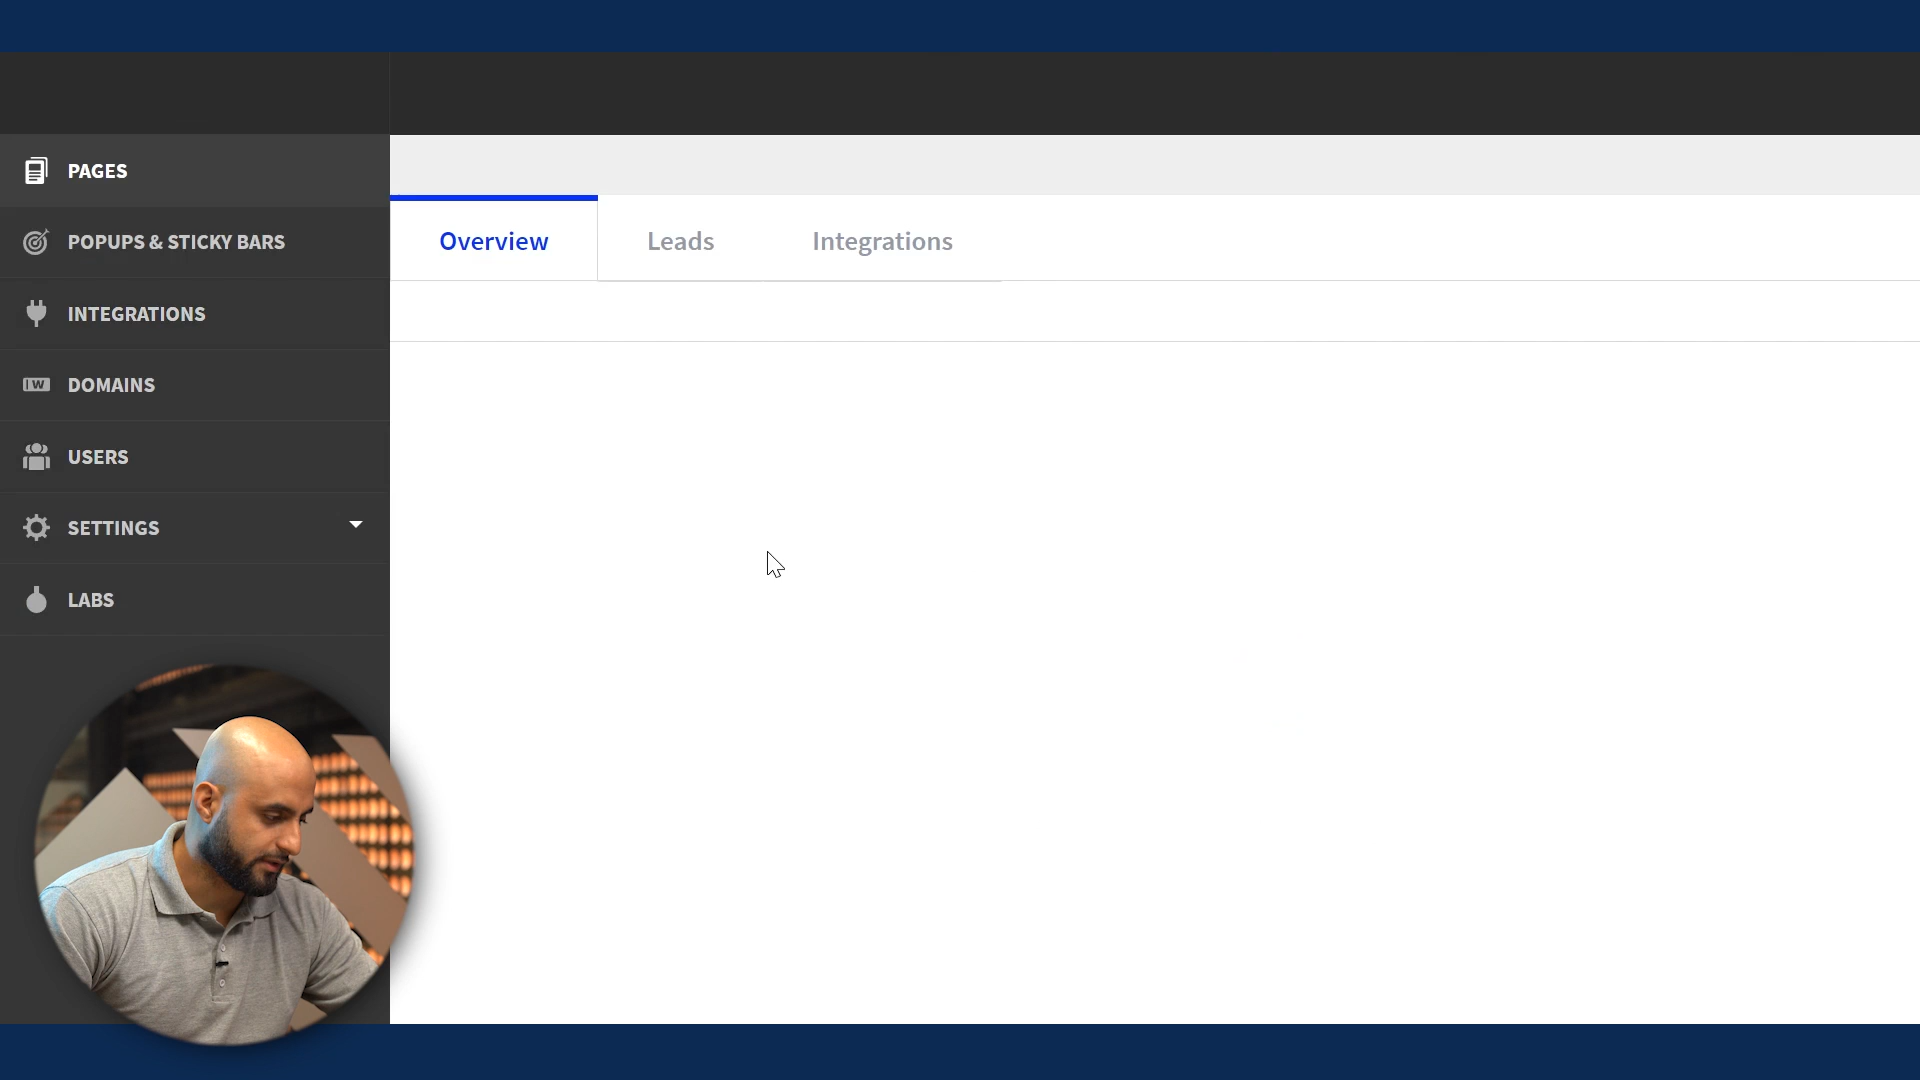 PAGES
POPUPS & STICKY BARS
INTEGRATIONS
DOMAINS
USERS
SETTINGS
LABS
Overview
Leads
Integrations